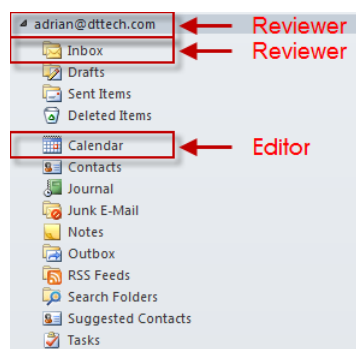 adrian@dttech.com Reviewer
Inbox Reviewer
Drafts
Sent Items
Deleted Items
Calendar Editor
Contacts
Journal
Junk E-Mail
Notes
Outbox
RSS Feeds
Search Folders
Suggested Contacts
Tasks